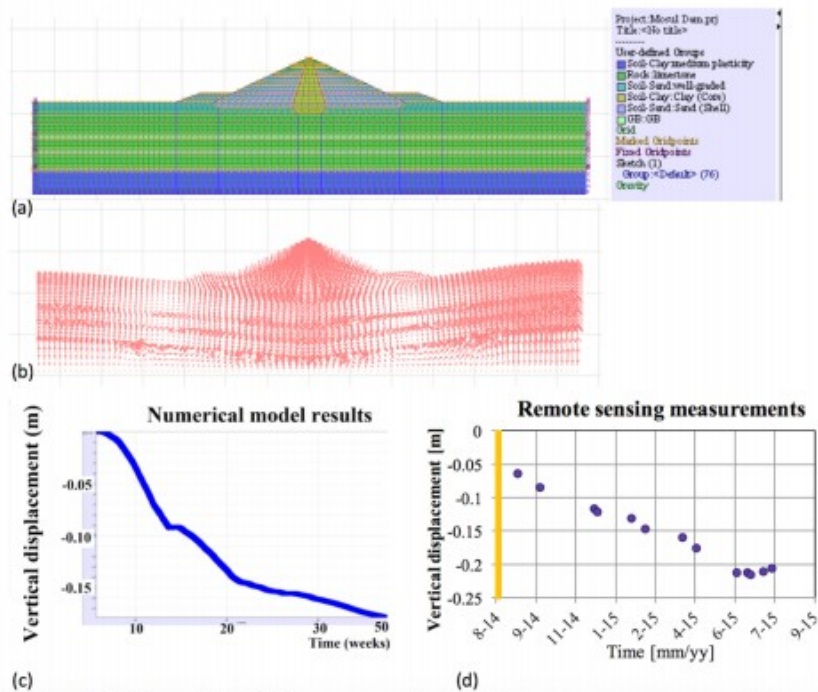 Project:Mosul Dam.prj
Title:<No title>
User-defined Groups
Soil-Clay:medium plasticity
Rock:limestone
Soil-Sand:well-graded
Soil-Clay:Clay (Core)
Soil-Sand:Sand (Shell)
GB:GB
Grid
Marked Gridpoints
Fixed Gridpoints
Sketch (1)
Group:<Default> (76)
Gravity
(a)
(b)
Numerical model results
Vertical displacement (m)
-0.05
-0.10
-0.15
10
20
30
50
Time (weeks)
(c)
Remote sensing measurements
Vertical displacement [m]
0
-0.05
-0.1
-0.15
-0.2
-0.25
8-14
9-14
11-14
1-15
2-15
4-15
6-15
7-15
9-15
Time [mm/yy]
(d)